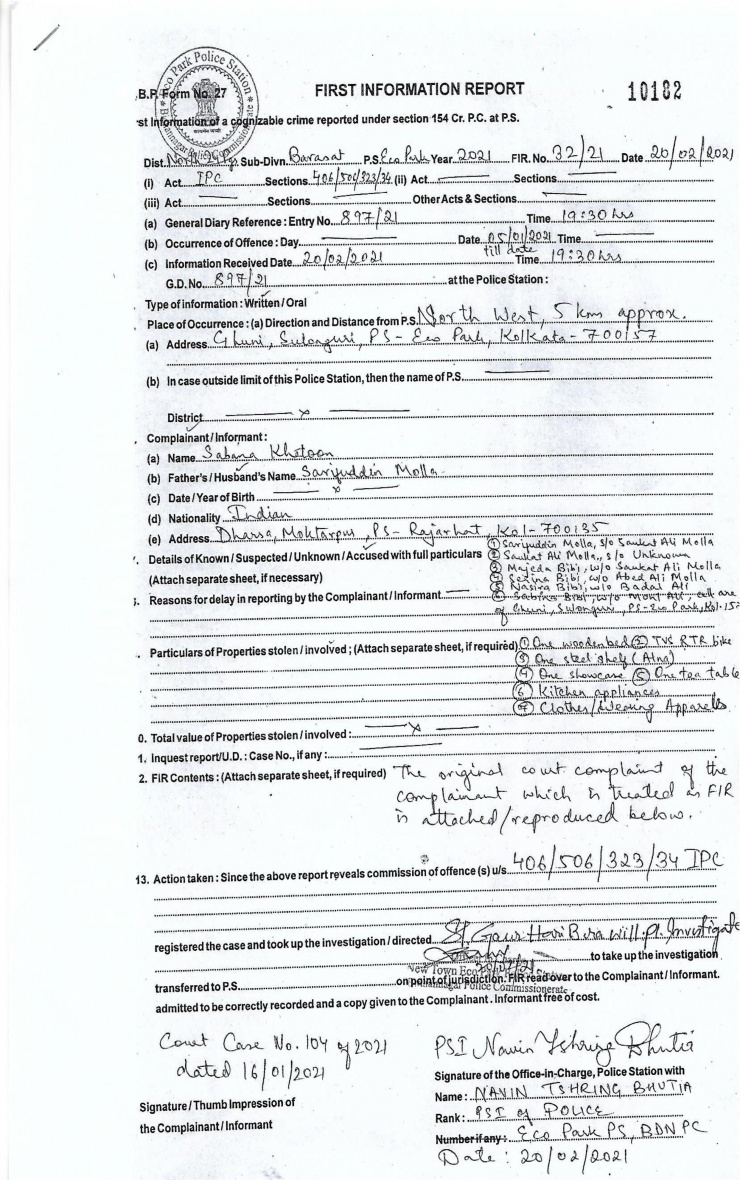 Eco Park Police Station
B.P. Form No. 27
FIRST INFORMATION REPORT
10182
st Information of a cognizable crime reported under section 154 Cr. P.C. at P.S.
Dist. North 24 Pgs. Sub-Divn. Barasat P.S. Eco Park Year 2021 FIR. No. 32/21 Date 20/02/2021
(i) Act IPC Sections 406/506/323/34 (ii) Act Sections
(iii) Act Sections Other Acts & Sections
(a) General Diary Reference : Entry No. 897/21 Time 19:30 hrs
(b) Occurrence of Offence : Day Date 05/01/2021 Time
till date
(c) Information Received Date 20/02/2021 Time 19:30 hrs
G.D. No. 897/21 at the Police Station :
Type of information : Written / Oral
Place of Occurrence : (a) Direction and Distance from P.S. North West, 5 km approx.
(a) Address Ghuni, Sulonguri, PS - Eco Park, Kolkata - 700157
(b) In case outside limit of this Police Station, then the name of P.S.
District x
Complainant / Informant :
(a) Name Sabana Khatoon
(b) Father's / Husband's Name Sarifuddin Molla
(c) Date / Year of Birth x
(d) Nationality Indian
(e) Address Dharsa, Moktarpur, PS - Rajarhat, Kol - 700135
① Sarifuddin Molla, s/o Saukat Ali Molla
Details of Known / Suspected / Unknown / Accused with full particulars ② Saukat Ali Molla, s/o Unknown
③ Majeda Bibi, w/o Saukat Ali Molla
(Attach separate sheet, if necessary) ④ Sezina Bibi, w/o Abed Ali Molla
⑤ Nasira Bibi, w/o Badal Ali
Reasons for delay in reporting by the Complainant / Informant ⑥ Sabina Bibi, w/o Mokt Ali, all are
of Ghuni, Sulonguri, PS - Eco Park, Kol-157
Particulars of Properties stolen / involved ; (Attach separate sheet, if required) ① One wooden bed ② TVS RTR bike
③ One steel shelf (Alna)
④ One showcase ⑤ One tea table
⑥ Kitchen appliances
⑦ Clothes/Wearing Apparels
0. Total value of Properties stolen / involved : x
1. Inquest report/U.D. : Case No., if any :
2. FIR Contents : (Attach separate sheet, if required) The original court complaint of the
complainant which is treated as FIR
is attached/reproduced below.
13. Action taken : Since the above report reveals commission of offence (s) u/s. 406/506/323/34 IPC
registered the case and took up the investigation / directed SI Gour Hari Bera will pl. Investigate
to take up the investigation
New Town Eco
transferred to P.S. on point of jurisdiction. FIR read over to the Complainant / Informant.
Police Commissionerate
admitted to be correctly recorded and a copy given to the Complainant . Informant free of cost.
Court Case No. 104 of 2021
dated 16/01/2021
PSI Navin Tshring Bhutia
Signature / Thumb Impression of
the Complainant / Informant
Signature of the Office-in-Charge, Police Station with
Name : NAVIN TSHRING BHUTIA
Rank : PSI of POLICE
Number if any : Eco Park PS, BDNPC
Date : 20/02/2021